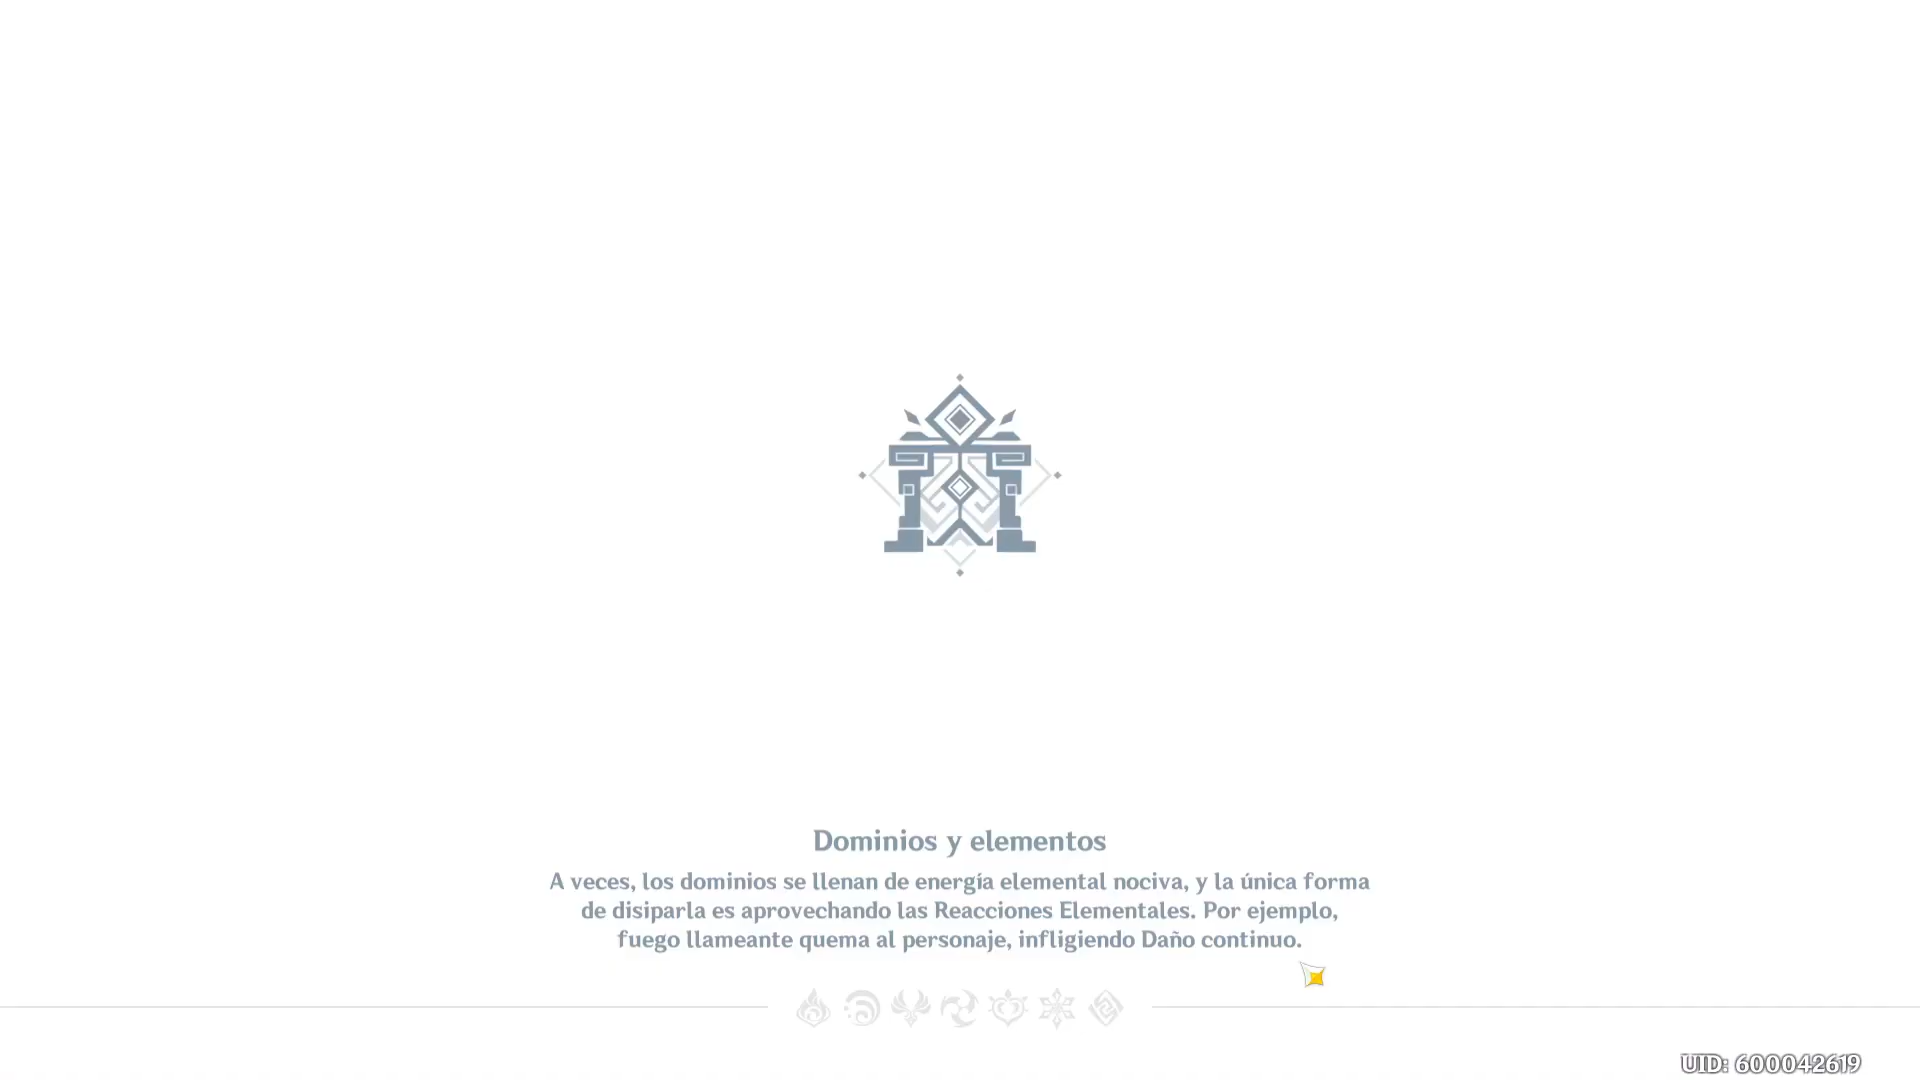 Dominios y elementos
A veces, los dominios se llenan de energía elemental nociva, y la única forma
de disiparla es aprovechando las Reacciones Elementales. Por ejemplo,
fuego llameante quema al personaje, infligiendo Daño continuo.
UID: 600042619